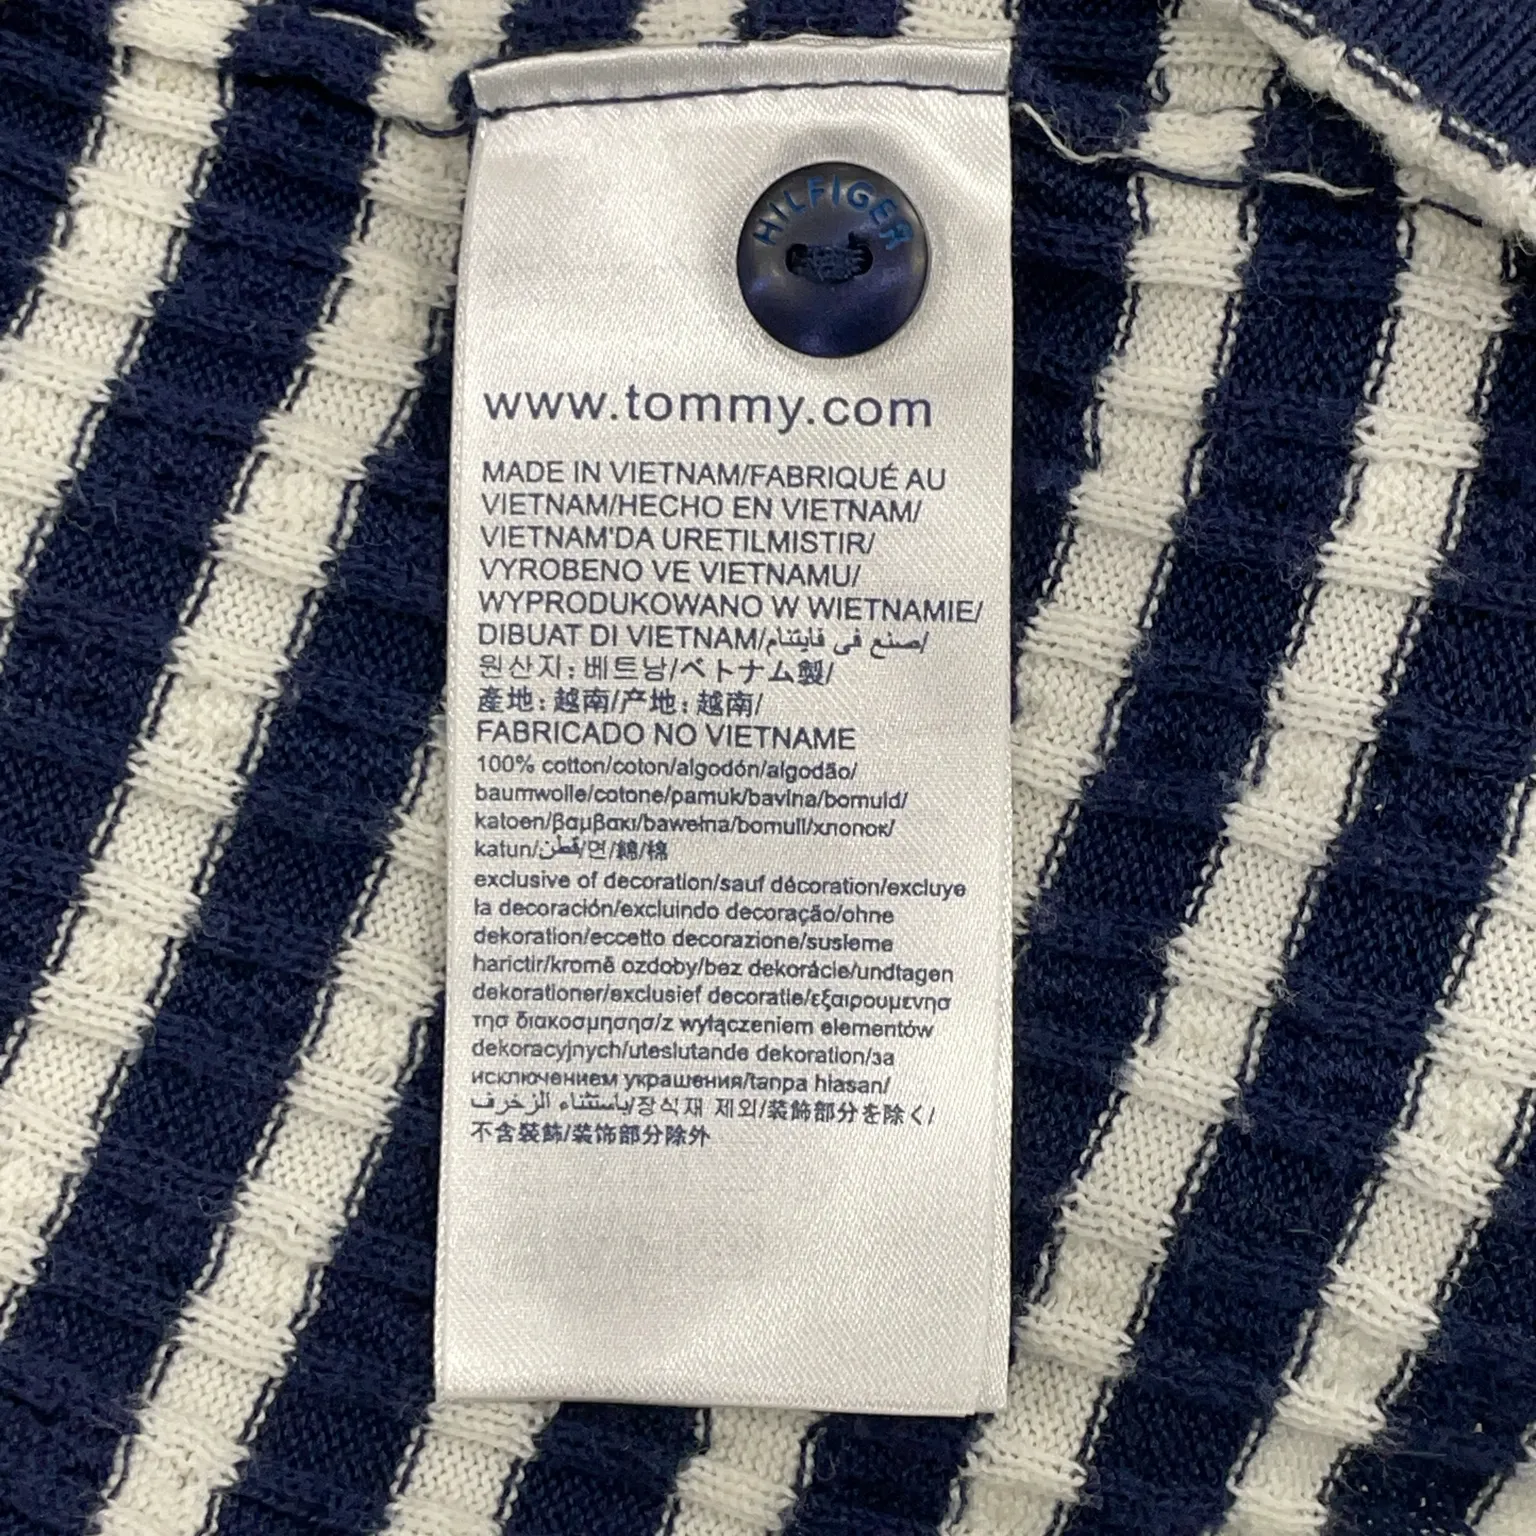 HILFIGER
www.tommy.com
MADE IN VIETNAM/FABRIQUÉ AU
VIETNAM/HECHO EN VIETNAM/
VIETNAM'DA URETILMISTIR/
VYROBENO VE VIETNAMU/
WYPRODUKOWANO W WIETNAMIE/
DIBUAT DI VIETNAM/صنع في فايتنام/
원산지: 베트남/ベトナム製/
產地: 越南/产地: 越南/
FABRICADO NO VIETNAME
100% cotton/coton/algodón/algodão/
baumwolle/cotone/pamuk/bavlna/bomuld/
katoen/βαμβακι/bawełna/bomull/хлопок/
katun/قطن/면/綿/棉
exclusive of decoration/sauf décoration/excluye
la decoración/excluindo decoração/ohne
dekoration/eccetto decorazione/susleme
harictir/kromě ozdoby/bez dekorácie/undtagen
dekorationer/exclusief decoratie/εξαιρουμενησ
τησ διακοσμησησ/z wyłączeniem elementów
dekoracyjnych/uteslutande dekoration/за
исключением украшения/tanpa hiasan/
باستثناء الزخرف/장식재 제외/装飾部分を除く/
不含裝飾/装饰部分除外